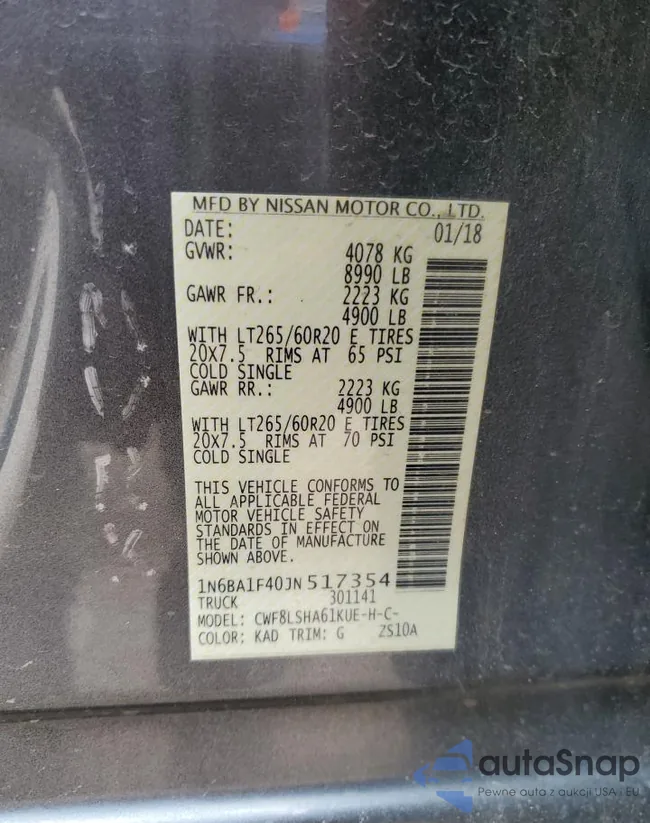 MFD BY NISSAN MOTOR CO., LTD.
DATE: 01/18
GVWR: 4078 KG
8990 LB
GAWR FR.: 2223 KG
4900 LB
WITH LT265/60R20 E TIRES
20X7.5 RIMS AT 65 PSI
COLD SINGLE
GAWR RR.: 2223 KG
4900 LB
WITH LT265/60R20 E TIRES
20X7.5 RIMS AT 70 PSI
COLD SINGLE
THIS VEHICLE CONFORMS TO
ALL APPLICABLE FEDERAL
MOTOR VEHICLE SAFETY
STANDARDS IN EFFECT ON
THE DATE OF MANUFACTURE
SHOWN ABOVE.
1N6BA1F40JN517354
TRUCK 301141
MODEL: CWF8LSHA61KUE-H-C-
COLOR: KAD TRIM: G ZS10A
autoSnap
Pewne auta z aukcji USA i EU